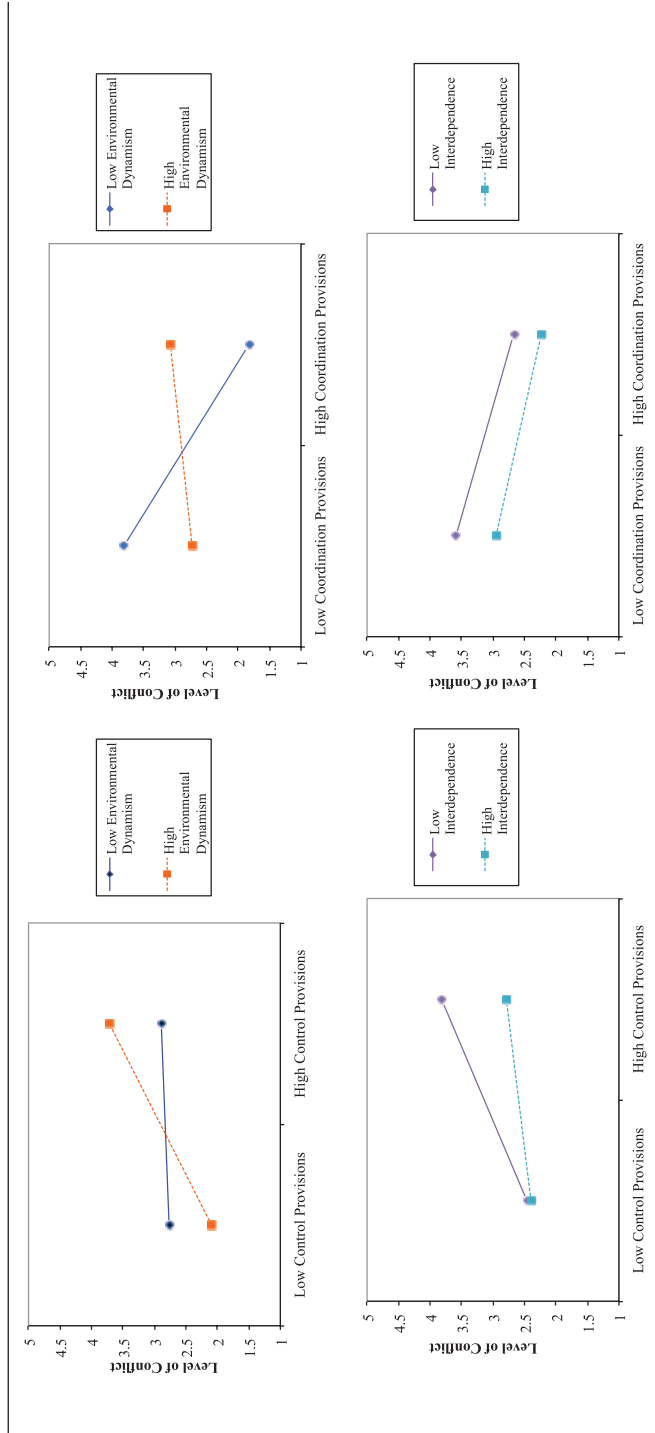 5
4.5
4
3.5
3
2.5
2
1.5
1
Level of Conflict
Low Control Provisions
High Control Provisions
Low Environmental
Dynamism
High
Environmental
Dynamism
5
4.5
4
3.5
3
2.5
2
1.5
1
Level of Conflict
Low Coordination Provisions
High Coordination Provisions
Low Environmental
Dynamism
High
Environmental
Dynamism
5
4.5
4
3.5
3
2.5
2
1.5
1
Level of Conflict
Low Control Provisions
High Control Provisions
Low
Interdependence
High
Interdependence
5
4.5
4
3.5
3
2.5
2
1.5
1
Level of Conflict
Low Coordination Provisions
High Coordination Provisions
Low
Interdependence
High
Interdependence